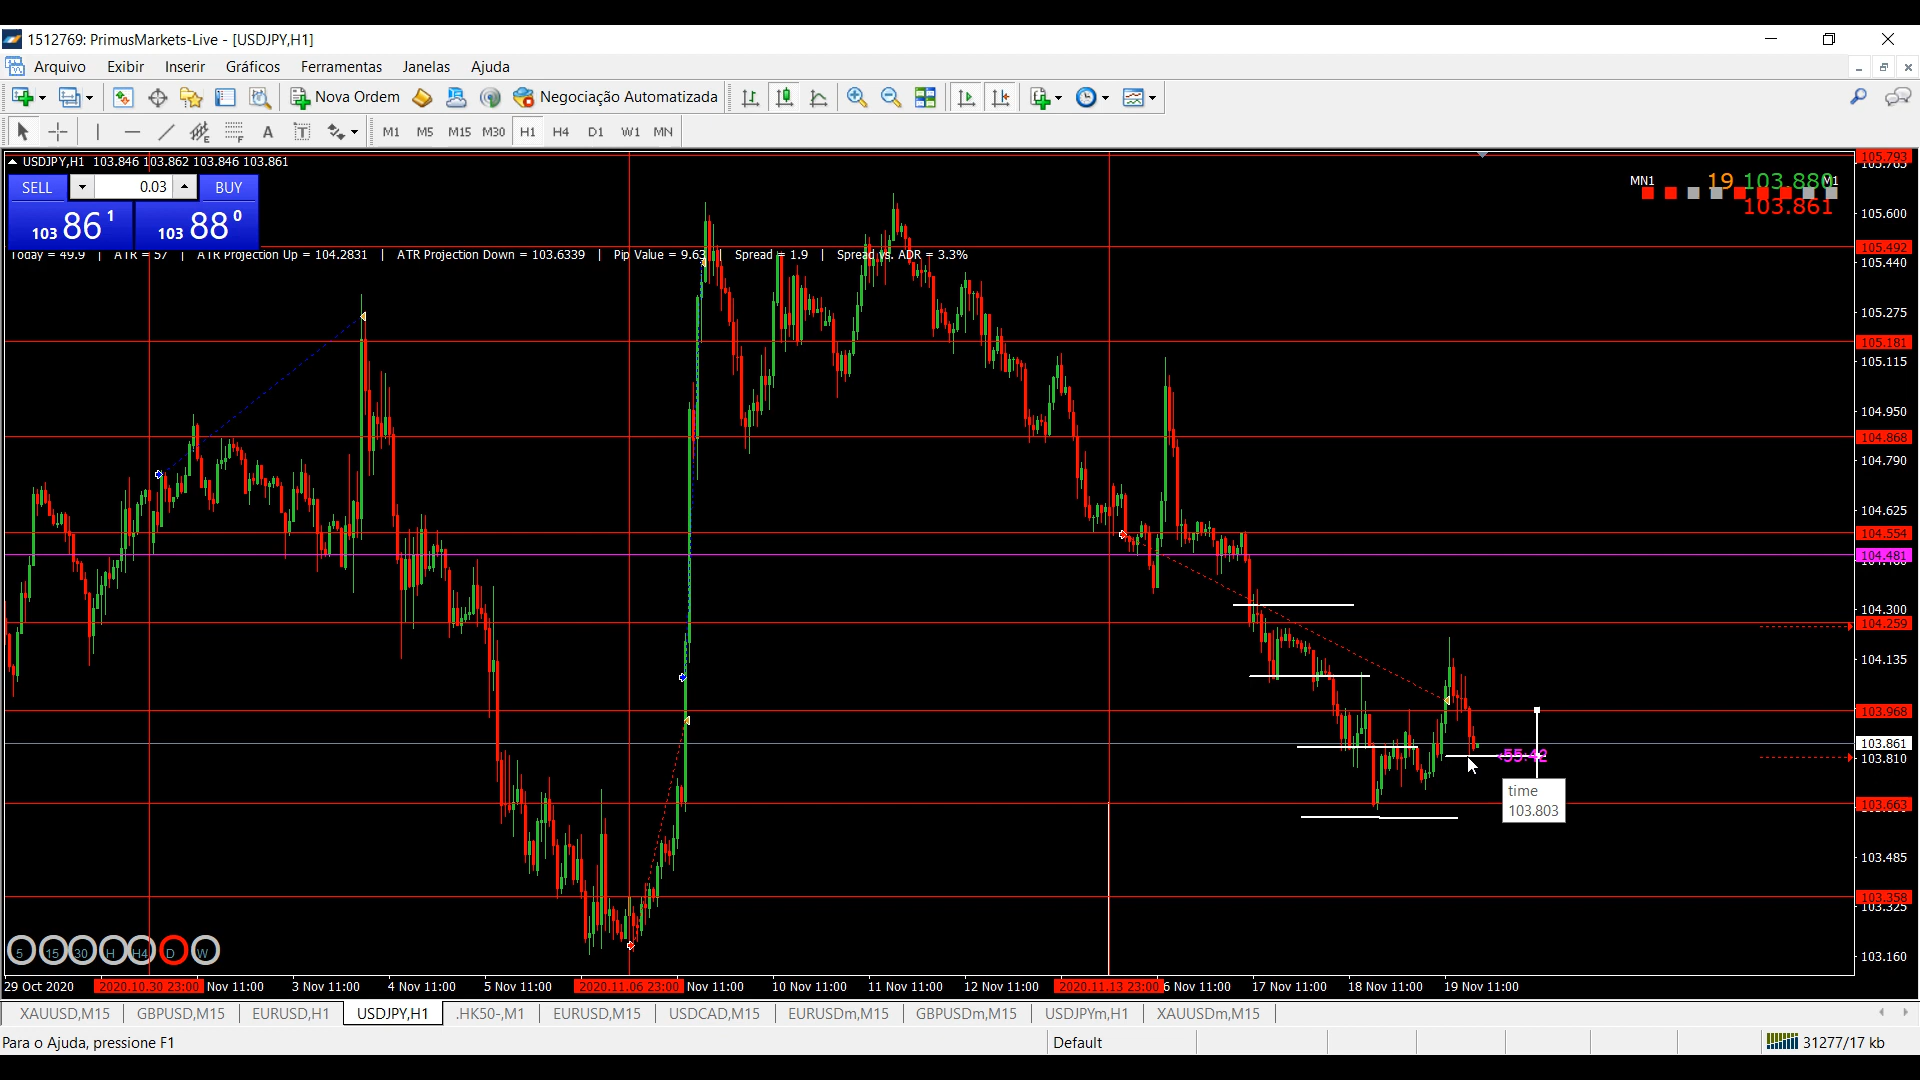 1512769: PrimusMarkets-Live - [USDJPY,H1]
Arquivo Exibir Inserir Gráficos Ferramentas Janelas Ajuda
Nova Ordem Negociação Automatizada
A T M1 M5 M15 M30 H1 H4 D1 W1 MN
USDJPY,H1 103.846 103.862 103.846 103.861
SELL 0.03 BUY
103 86 1 103 88 0
MN1 19 103.880 M1
103.861
Today = 49.9 | ATR = 57 | ATR Projection Up = 104.2831 | ATR Projection Down = 103.6339 | Pip Value = 9.63 | Spread = 1.9 | Spread vs. ADR = 3.3%
105.793
105.600
105.492
105.440
105.275
105.181
105.115
104.950
104.868
104.790
104.625
104.554
104.481
104.300
104.259
104.135
103.968
103.861
103.810
103.663
103.485
103.358
103.325
103.160
-55.42
time
103.803
5 15 30 H H4 D W
29 Oct 2020 2020.10.30 23:00 Nov 11:00 3 Nov 11:00 4 Nov 11:00 5 Nov 11:00 2020.11.06 23:00 Nov 11:00 10 Nov 11:00 11 Nov 11:00 12 Nov 11:00 2020.11.13 23:00 6 Nov 11:00 17 Nov 11:00 18 Nov 11:00 19 Nov 11:00
XAUUSD,M15 GBPUSD,M15 EURUSD,H1 USDJPY,H1 .HK50-,M1 EURUSD,M15 USDCAD,M15 EURUSDm,M15 GBPUSDm,M15 USDJPYm,H1 XAUUSDm,M15
Para o Ajuda, pressione F1 Default 31277/17 kb